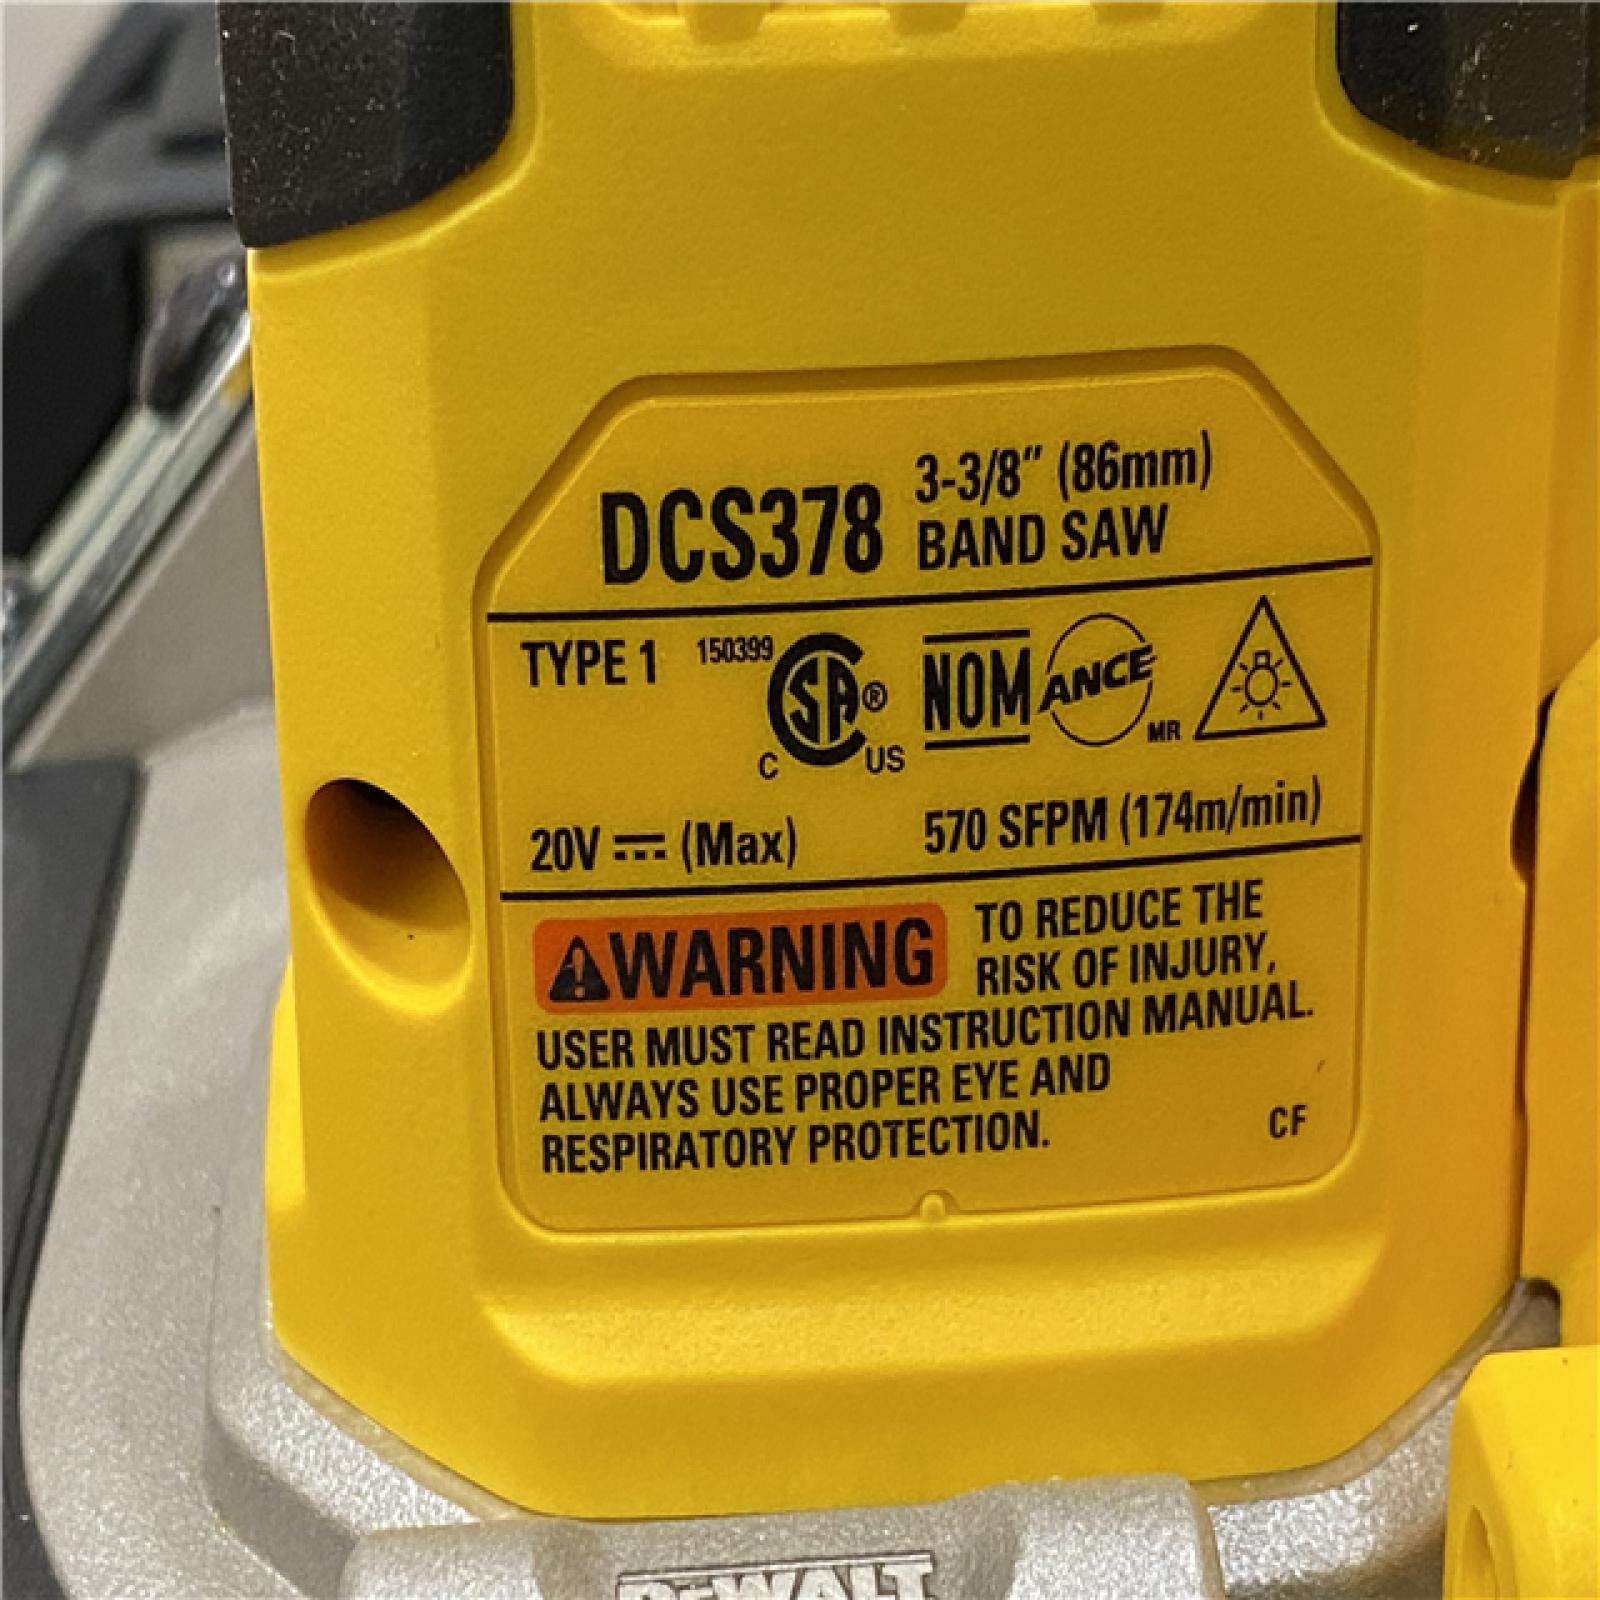 DCS378 3-3/8" (86mm)
BAND SAW
TYPE 1 150399 CSA® C US NOM ANCE MR
20V ⎓ (Max) 570 SFPM (174m/min)
⚠WARNING TO REDUCE THE
RISK OF INJURY,
USER MUST READ INSTRUCTION MANUAL.
ALWAYS USE PROPER EYE AND
RESPIRATORY PROTECTION.
CF
DEWALT